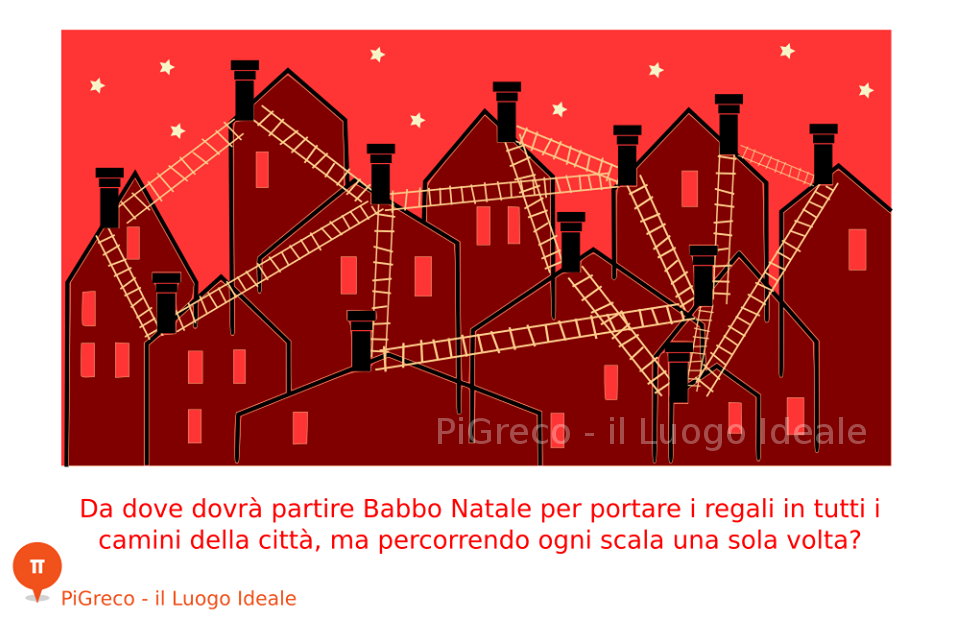 PiGreco - il Luogo Ideale
Da dove dovrà partire Babbo Natale per portare i regali in tutti i
camini della città, ma percorrendo ogni scala una sola volta?
π
PiGreco - il Luogo Ideale